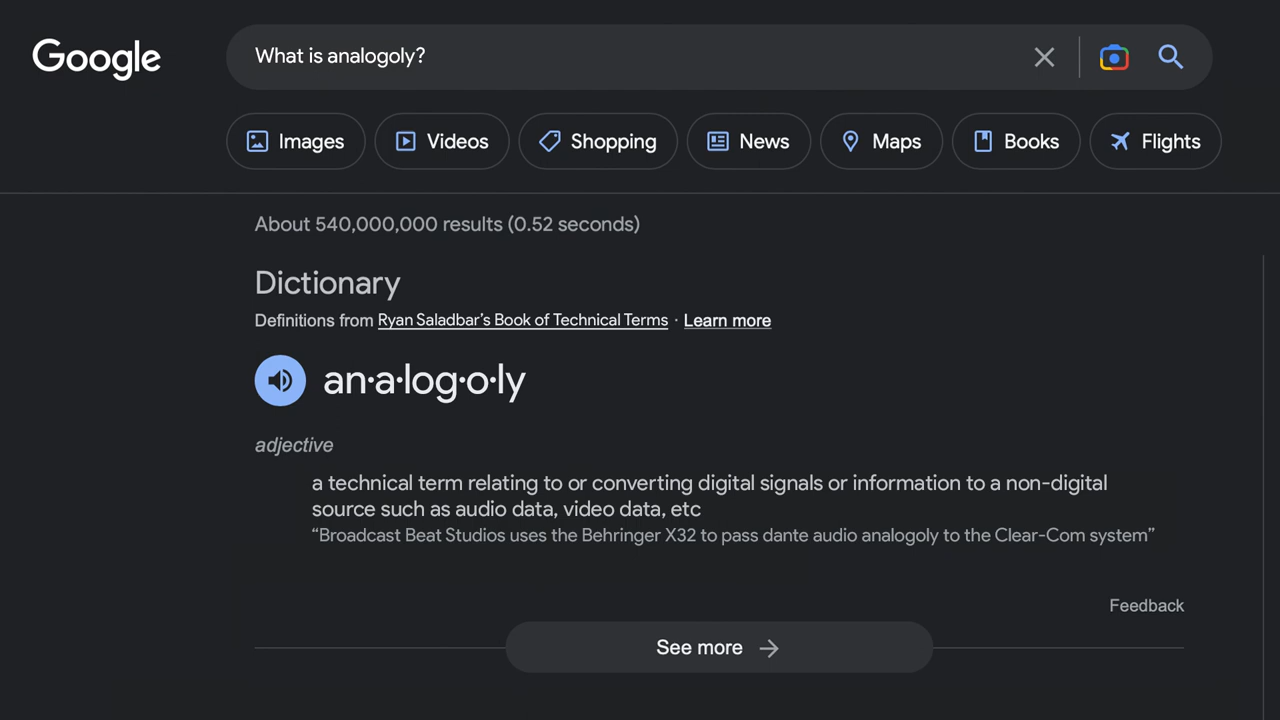 Google
What is analogoly?
Images
Videos
Shopping
News
Maps
Books
Flights
About 540,000,000 results (0.52 seconds)
Dictionary
Definitions from Ryan Saladbar's Book of Technical Terms · Learn more
an·a·log·o·ly
adjective
a technical term relating to or converting digital signals or information to a non-digital
source such as audio data, video data, etc
“Broadcast Beat Studios uses the Behringer X32 to pass dante audio analogoly to the Clear-Com system”
Feedback
See more